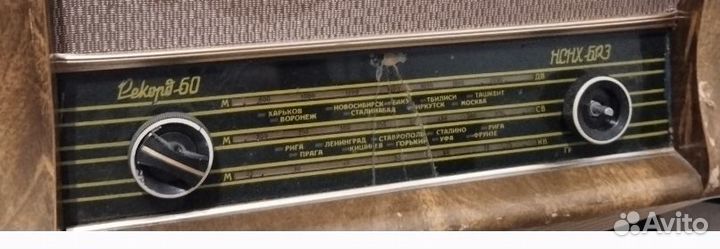 Рекорд-60
НСНХ-БРЗ
М ДВ
ХАРЬКОВ НОВОСИБИРСК БАКУ ТБИЛИСИ ТАШКЕНТ
ВОРОНЕЖ СТАЛИНАБАД ИРКУТСК МОСКВА
М СВ
РИГА ЛЕНИНГРАД СТАВРОПОЛЬ СТАЛИНО РИГА
ПРАГА КИШИНЕВ ГОРЬКИЙ УФА ФРУНЗЕ
М КВ
Гр
Avito